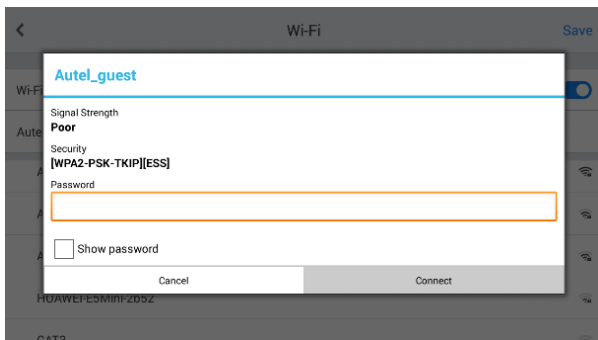 Wi-Fi
Save
Autel_guest
Wi-Fi
Signal Strength
Poor
Aute
Security
[WPA2-PSK-TKIP][ESS]
Password
Show password
Cancel
Connect
HUAWEI-E5Mini-2b52
CAT3